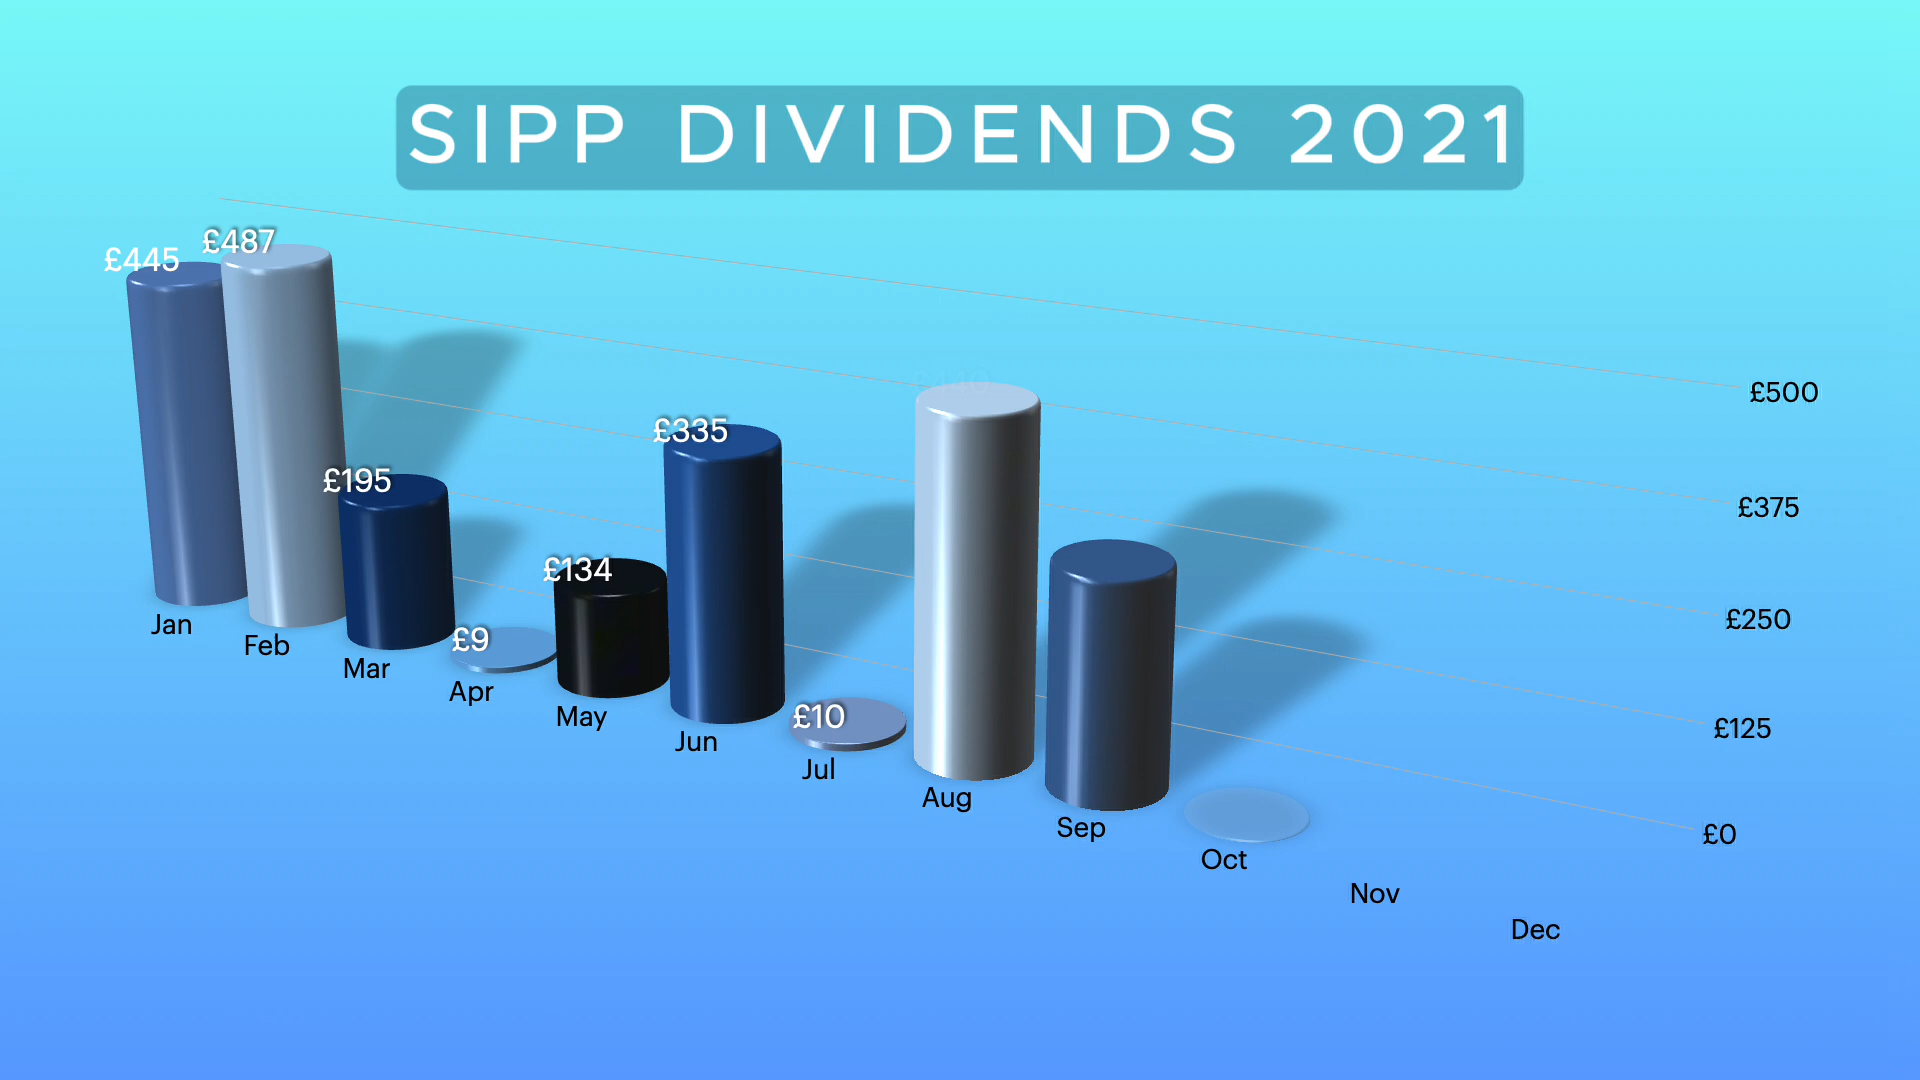 SIPP DIVIDENDS 2021
£445
£487
£195
£9
£134
£335
£10
£500
£375
£250
£125
£0
Jan
Feb
Mar
Apr
May
Jun
Jul
Aug
Sep
Oct
Nov
Dec